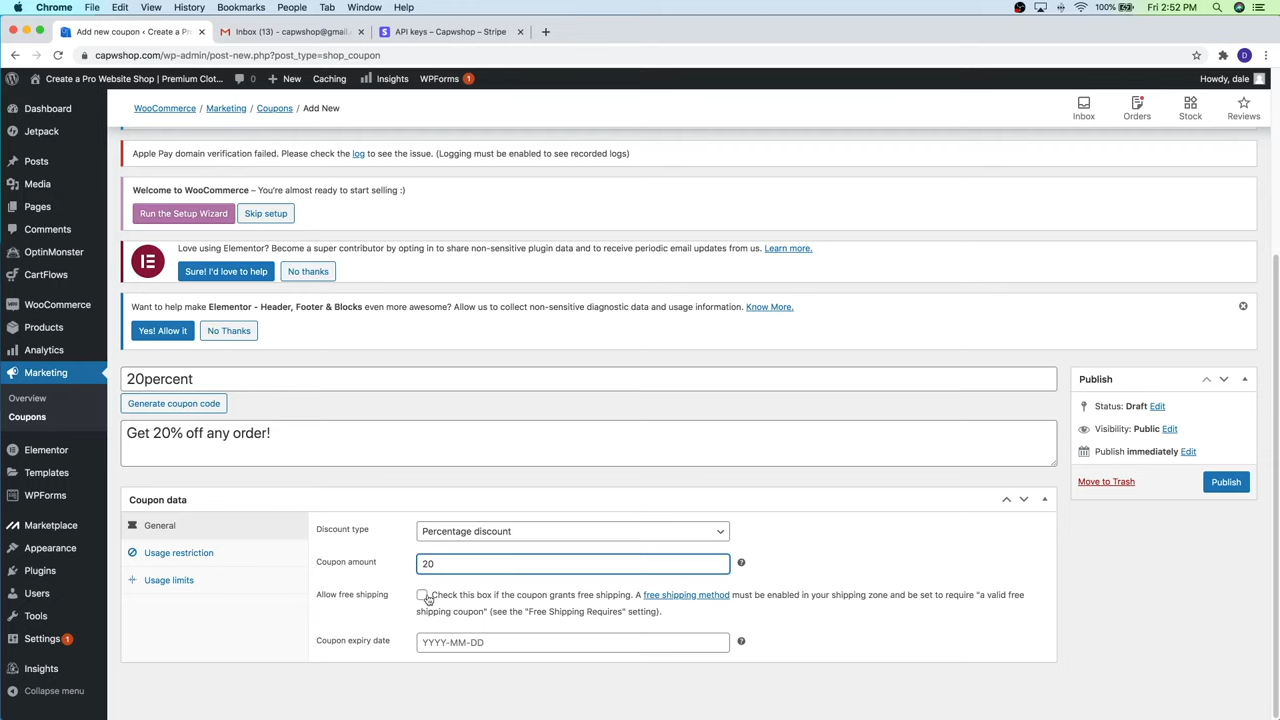 Chrome File Edit View History Bookmarks People Tab Window Help 100% Fri 2:52 PM
Add new coupon ‹ Create a Pr × Inbox (13) - capwshop@gmail. × API keys – Capwshop – Stripe × +
capwshop.com/wp-admin/post-new.php?post_type=shop_coupon D
Create a Pro Website Shop | Premium Clot... 0 + New Caching Insights WPForms 1 Howdy, dale
Dashboard
Jetpack
Posts
Media
Pages
Comments
OptinMonster
CartFlows
WooCommerce
Products
Analytics
Marketing
Overview
Coupons
Elementor
Templates
WPForms
Marketplace
Appearance
Plugins
Users
Tools
Settings 1
Insights
Collapse menu
WooCommerce / Marketing / Coupons / Add New
Inbox Orders Stock Reviews
Apple Pay domain verification failed. Please check the log to see the issue. (Logging must be enabled to see recorded logs)
Welcome to WooCommerce – You're almost ready to start selling :)
Run the Setup Wizard Skip setup
Love using Elementor? Become a super contributor by opting in to share non-sensitive plugin data and to receive periodic email updates from us. Learn more.
Sure! I'd love to help No thanks
Want to help make Elementor - Header, Footer & Blocks even more awesome? Allow us to collect non-sensitive diagnostic data and usage information. Know More.
Yes! Allow it No Thanks
20percent
Generate coupon code
Get 20% off any order!
Coupon data
General
Usage restriction
Usage limits
Discount type Percentage discount
Coupon amount 20
Allow free shipping Check this box if the coupon grants free shipping. A free shipping method must be enabled in your shipping zone and be set to require "a valid free
shipping coupon" (see the "Free Shipping Requires" setting).
Coupon expiry date YYYY-MM-DD
Publish
Status: Draft Edit
Visibility: Public Edit
Publish immediately Edit
Move to Trash Publish